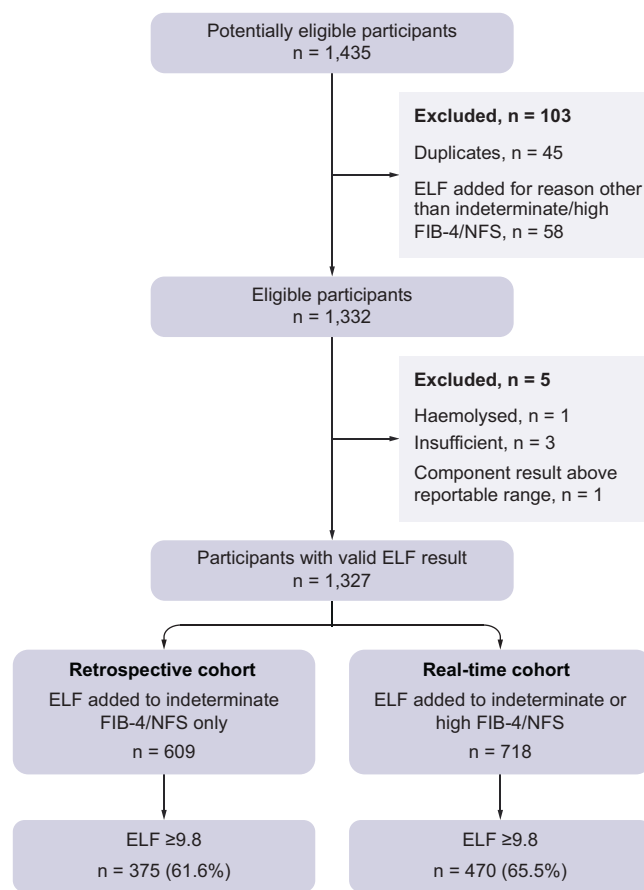 Potentially eligible participants
n = 1,435
Excluded, n = 103
Duplicates, n = 45
ELF added for reason other
than indeterminate/high
FIB-4/NFS, n = 58
Eligible participants
n = 1,332
Excluded, n = 5
Haemolysed, n = 1
Insufficient, n = 3
Component result above
reportable range, n = 1
Participants with valid ELF result
n = 1,327
Retrospective cohort
ELF added to indeterminate
FIB-4/NFS only
n = 609
Real-time cohort
ELF added to indeterminate or
high FIB-4/NFS
n = 718
ELF ≥9.8
n = 375 (61.6%)
ELF ≥9.8
n = 470 (65.5%)